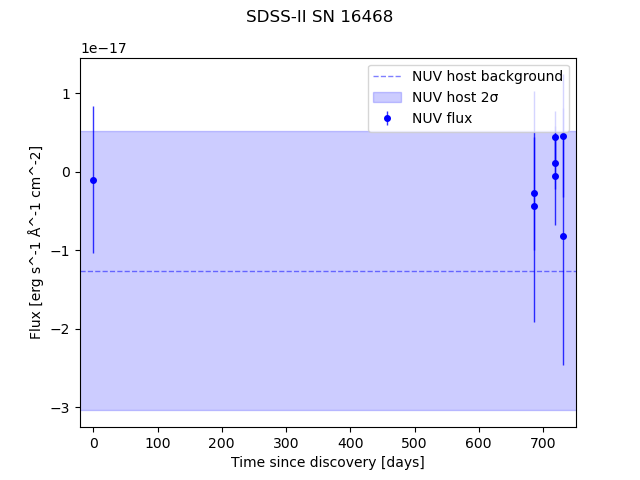 SDSS-II SN 16468
1e−17
NUV host background
NUV host 2σ
NUV flux
1
0
−1
−2
−3
Flux [erg s^-1 Å^-1 cm^-2]
0 100 200 300 400 500 600 700
Time since discovery [days]